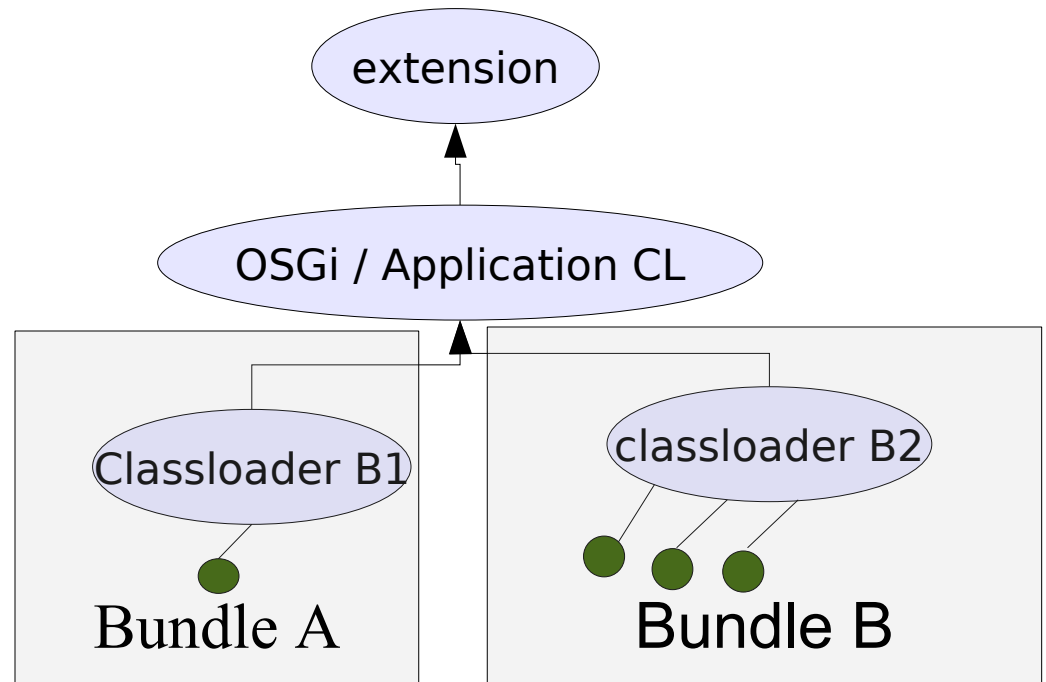 extension
OSGi / Application CL
Classloader B1
classloader B2
Bundle A
Bundle B